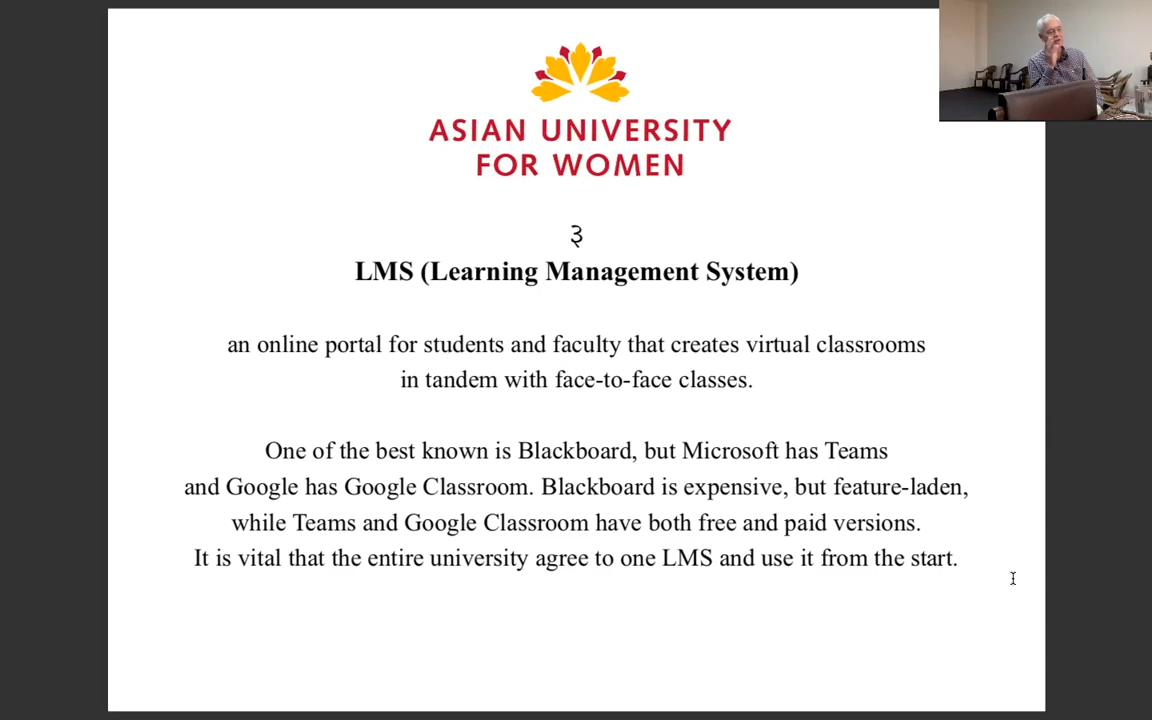 ASIAN UNIVERSITY
FOR WOMEN
३
LMS (Learning Management System)
an online portal for students and faculty that creates virtual classrooms
in tandem with face-to-face classes.
One of the best known is Blackboard, but Microsoft has Teams
and Google has Google Classroom. Blackboard is expensive, but feature-laden,
while Teams and Google Classroom have both free and paid versions.
It is vital that the entire university agree to one LMS and use it from the start.